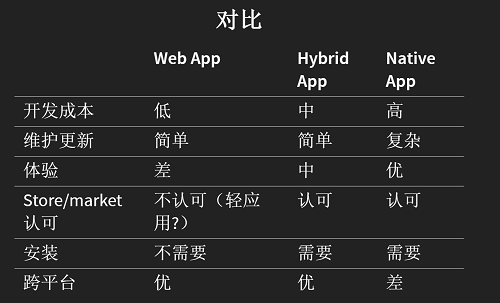 对比
Web App Hybrid App Native App
开发成本 低 中 高
维护更新 简单 简单 复杂
体验 差 中 优
Store/market 认可 不认可（轻应用?） 认可 认可
安装 不需要 需要 需要
跨平台 优 优 差